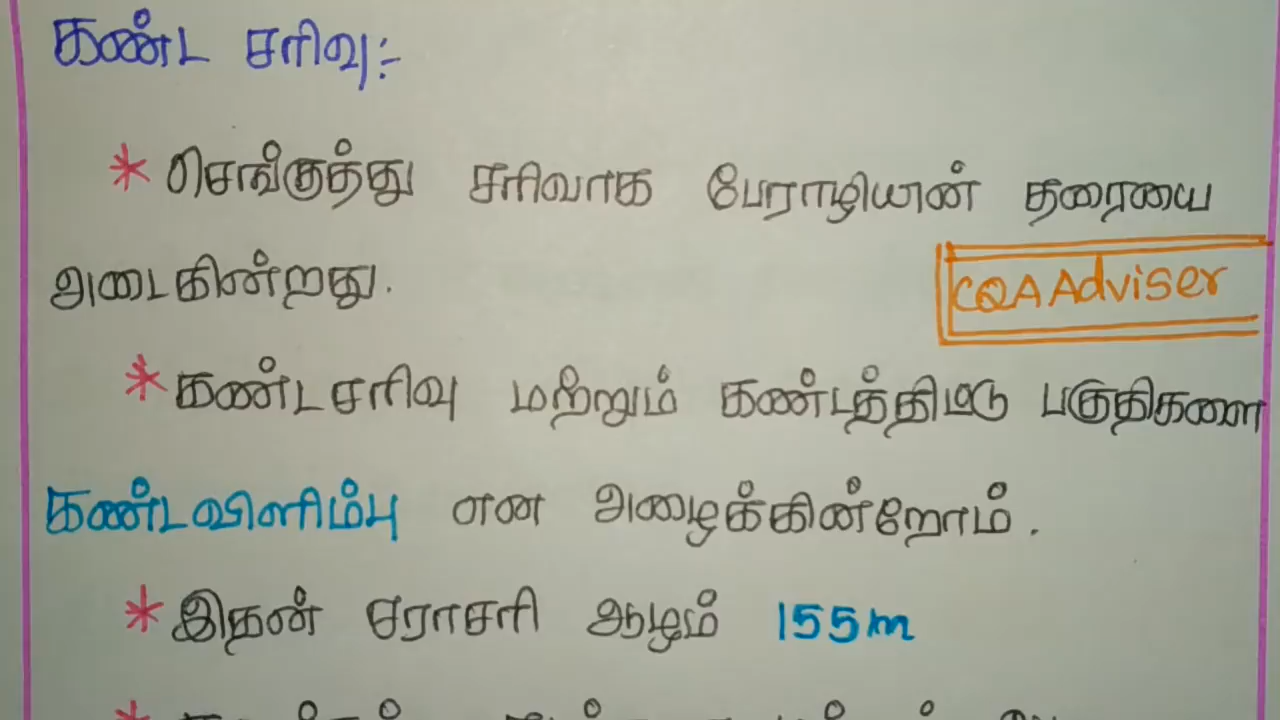 கண்ட சரிவு:-
* செங்குத்து சரிவாக பேராழியின் தரையை
அடைகின்றது.
CQA Adviser
* கண்டசரிவு மற்றும் கண்டத்திட்டு பகுதிகளை
கண்டவிளிம்பு என அழைக்கின்றோம்.
* இதன் சராசரி ஆழம் 155m